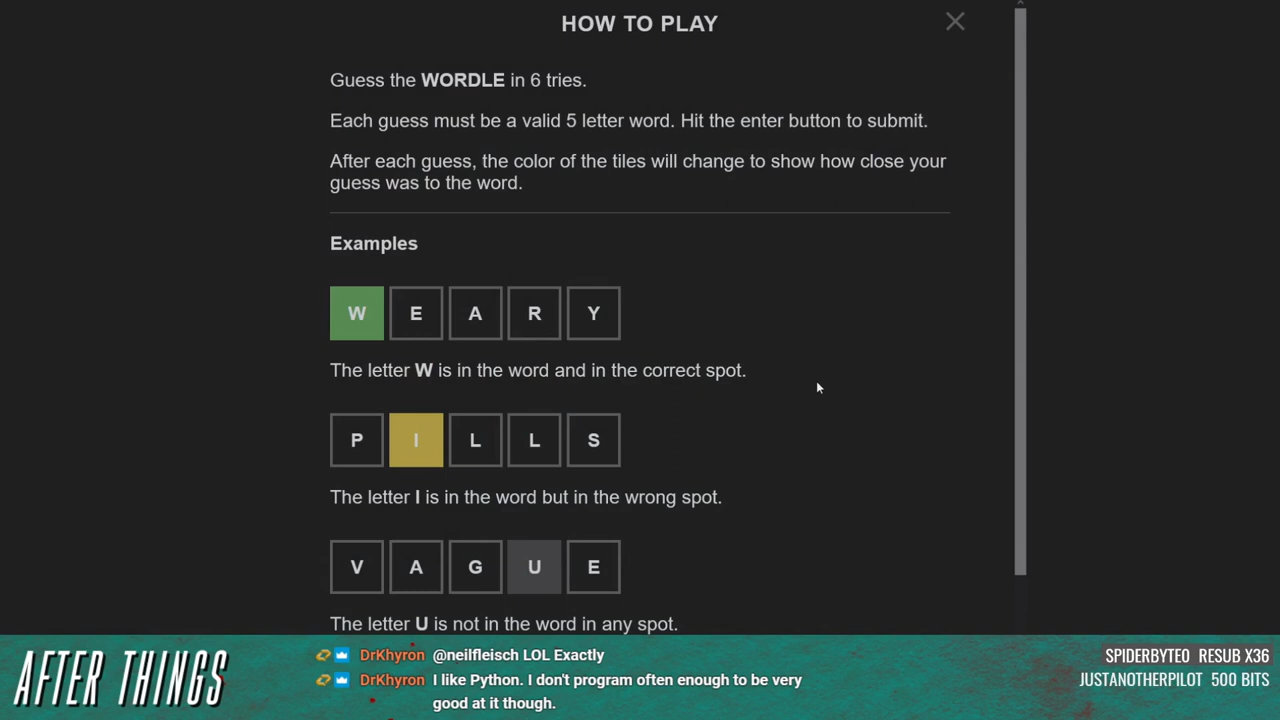 HOW TO PLAY
Guess the WORDLE in 6 tries.
Each guess must be a valid 5 letter word. Hit the enter button to submit.
After each guess, the color of the tiles will change to show how close your
guess was to the word.
Examples
W E A R Y
The letter W is in the word and in the correct spot.
P I L L S
The letter I is in the word but in the wrong spot.
V A G U E
The letter U is not in the word in any spot.
AFTER THINGS
DrKhyron @neilfleisch LOL Exactly
DrKhyron I like Python. I don't program often enough to be very
good at it though.
SPIDERBYTE0 RESUB X36
JUSTANOTHERPILOT 500 BITS